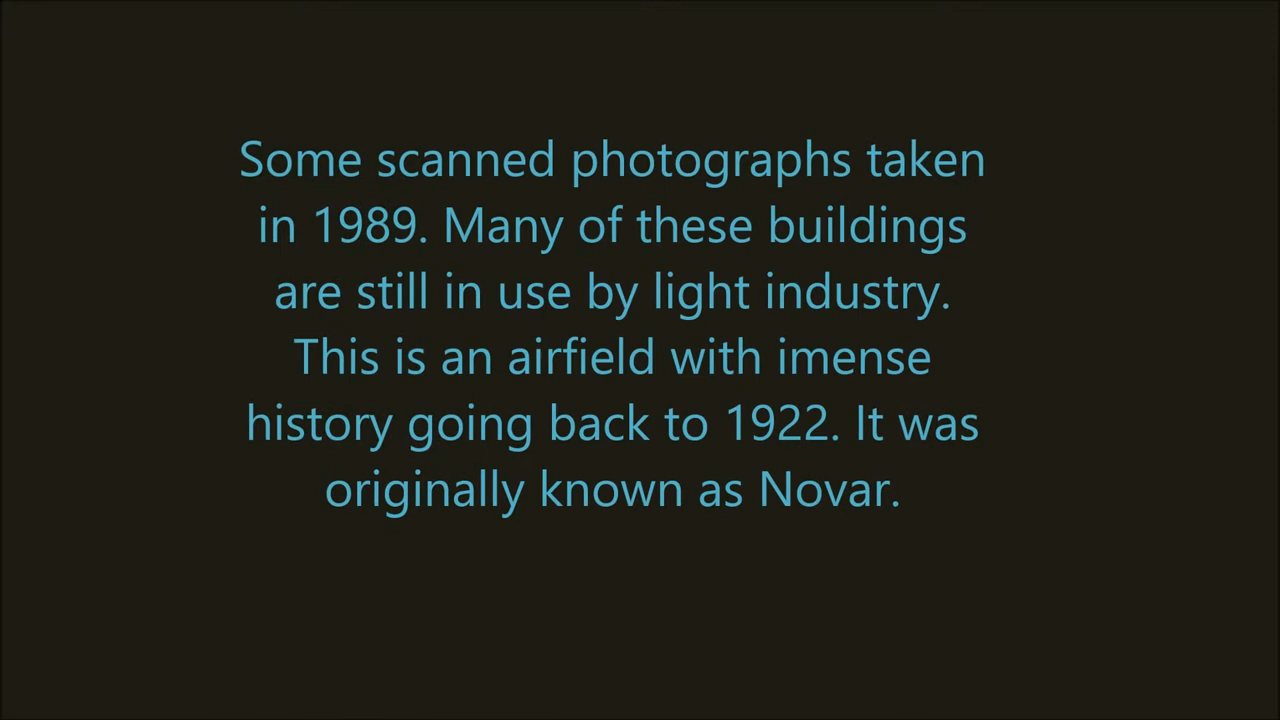 Some scanned photographs taken
in 1989. Many of these buildings
are still in use by light industry.
This is an airfield with imense
history going back to 1922. It was
originally known as Novar.